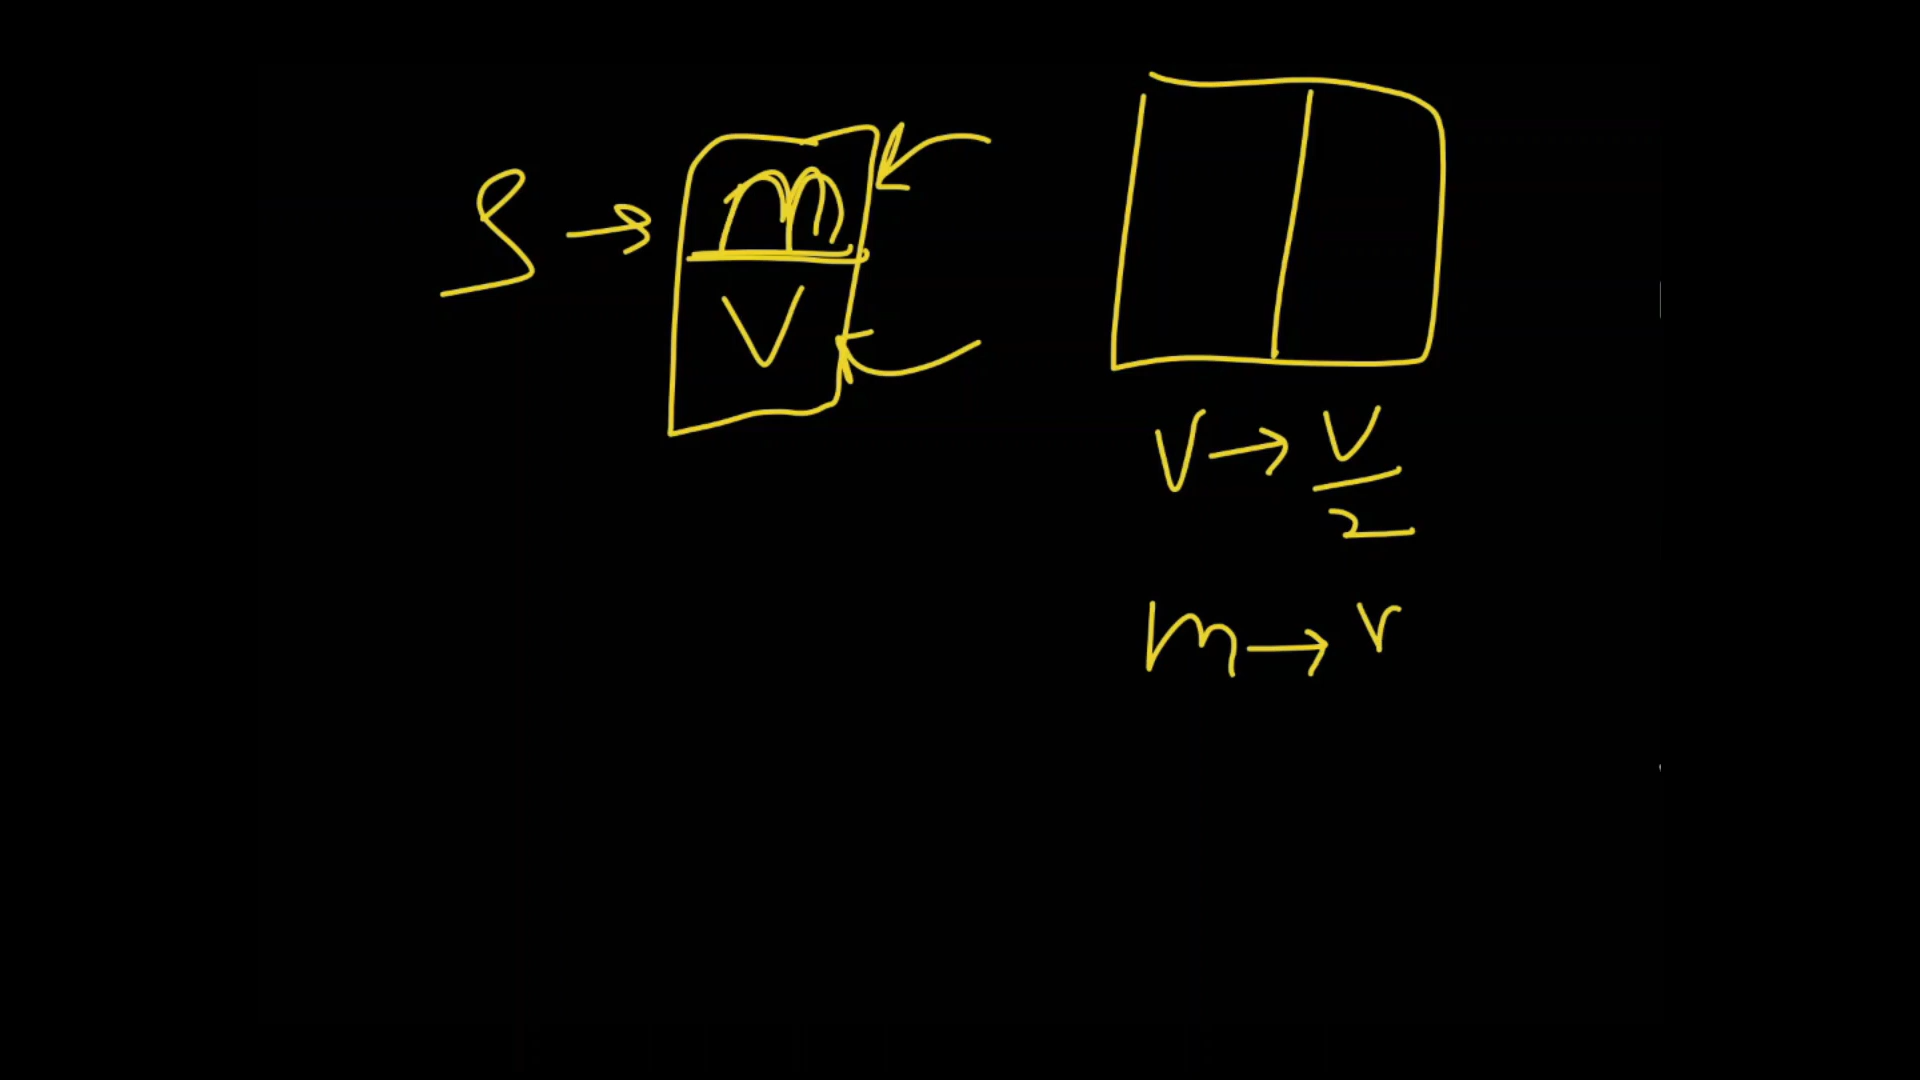 ρ → m/V
V → V/2
m → r